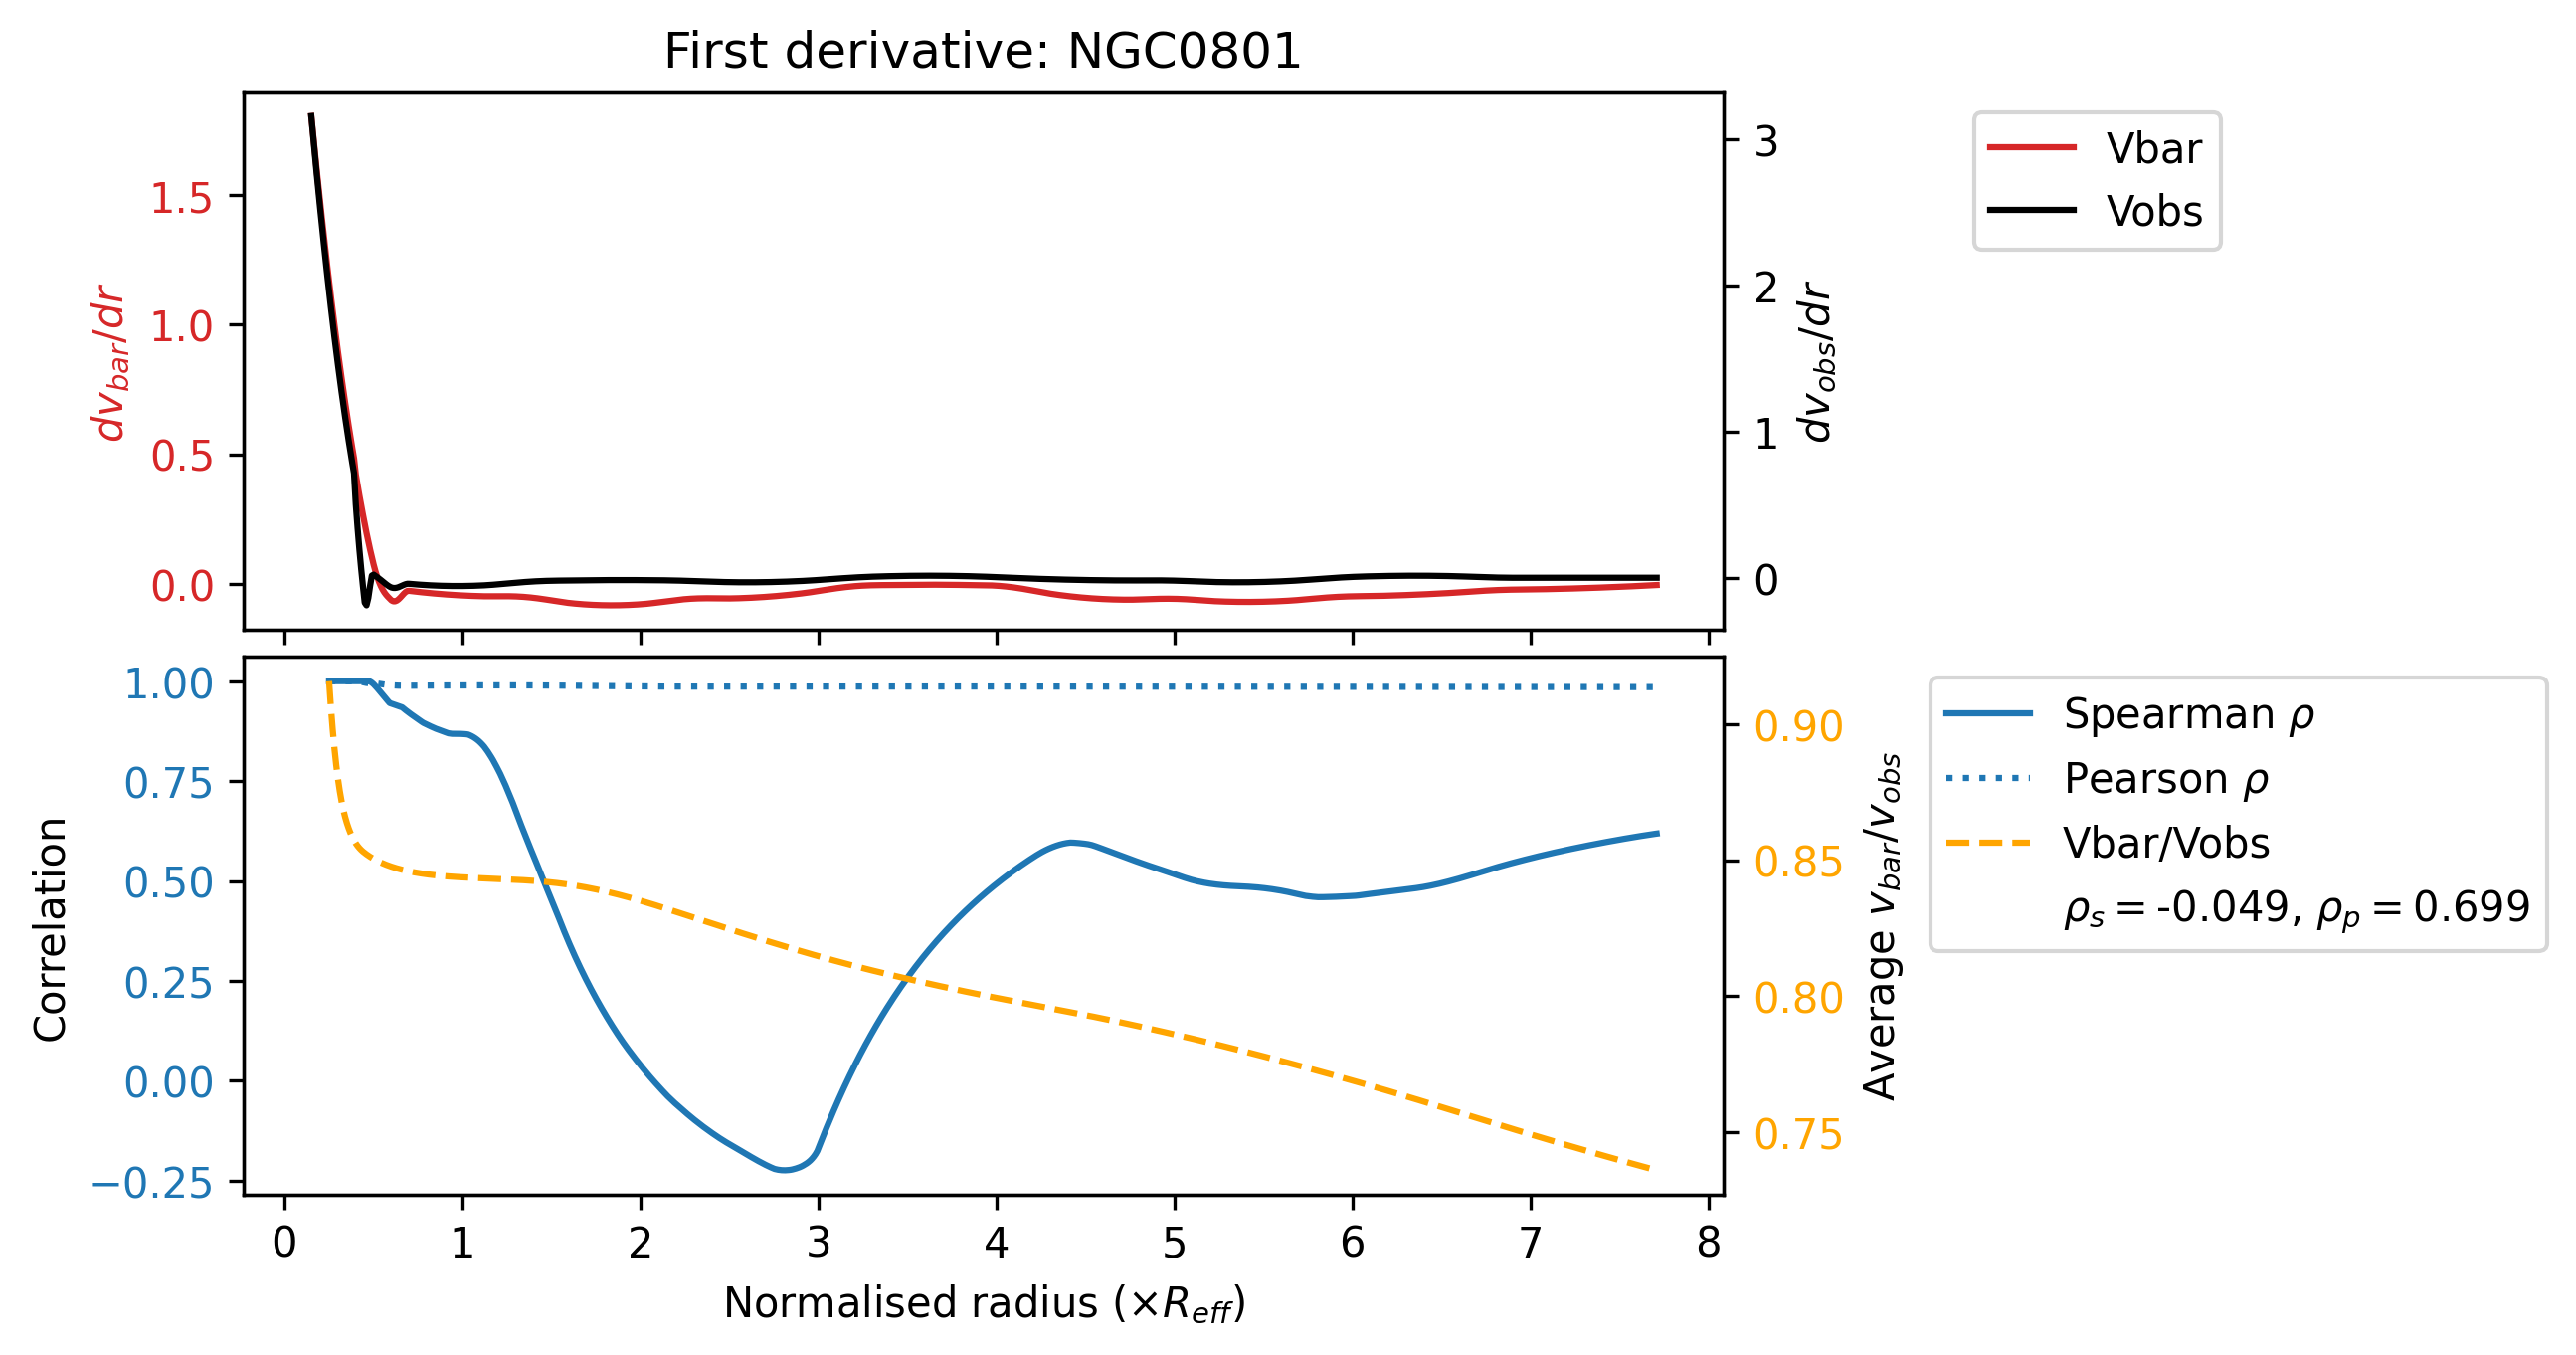 First derivative: NGC0801
dv_bar/dr
1.5
1.0
0.5
0.0
3
2
1
0
dv_obs/dr
Vbar
Vobs
Correlation
1.00
0.75
0.50
0.25
0.00
−0.25
0.90
0.85
0.80
0.75
Average v_bar/v_obs
Spearman ρ
Pearson ρ
Vbar/Vobs
ρ_s = -0.049, ρ_p = 0.699
0 1 2 3 4 5 6 7 8
Normalised radius (×R_eff)